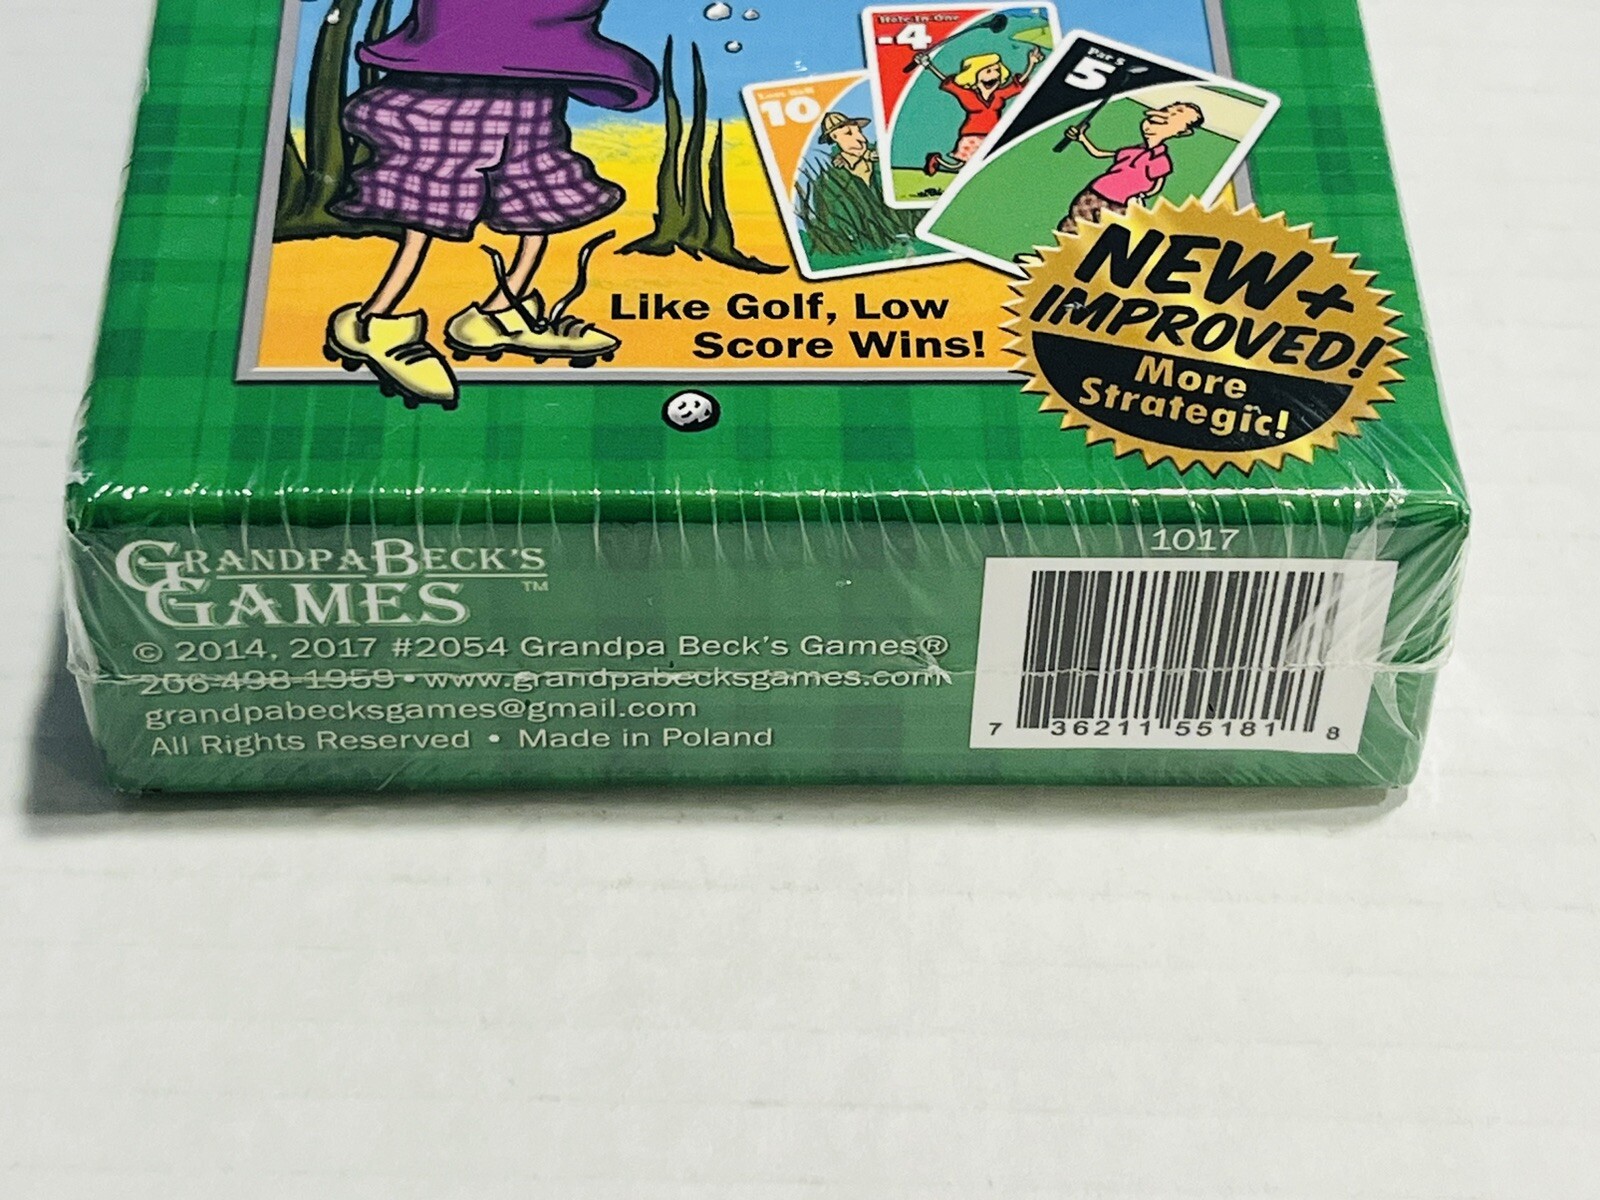 Hole-In-One
-4
Par 5
5
10
NEW +
IMPROVED!
More
Strategic!
Like Golf, Low
Score Wins!
GRANDPA BECK'S
GAMES™
1017
© 2014, 2017 #2054 Grandpa Beck's Games®
206-498-1959 • www.grandpabecksgames.com
grandpabecksgames@gmail.com
All Rights Reserved • Made in Poland
7 36211 55181 8